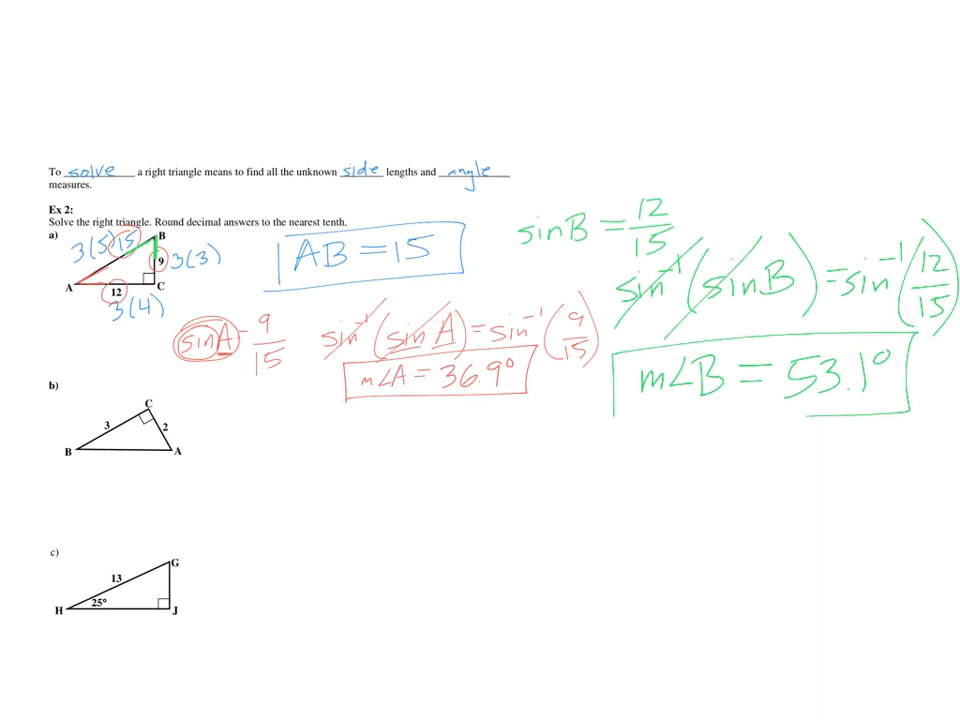 To solve a right triangle means to find all the unknown side lengths and angle
measures.
Ex 2:
Solve the right triangle. Round decimal answers to the nearest tenth.
a)
3(5) 15 B
9 3(3)
A 12 C
3(4)
AB = 15
sin A = 9/15
sin⁻¹(sin A) = sin⁻¹(9/15)
m∠A = 36.9°
sin B = 12/15
sin⁻¹(sin B) = sin⁻¹(12/15)
m∠B = 53.1°
b)
C
3 2
B A
c)
G
13
H 25° J